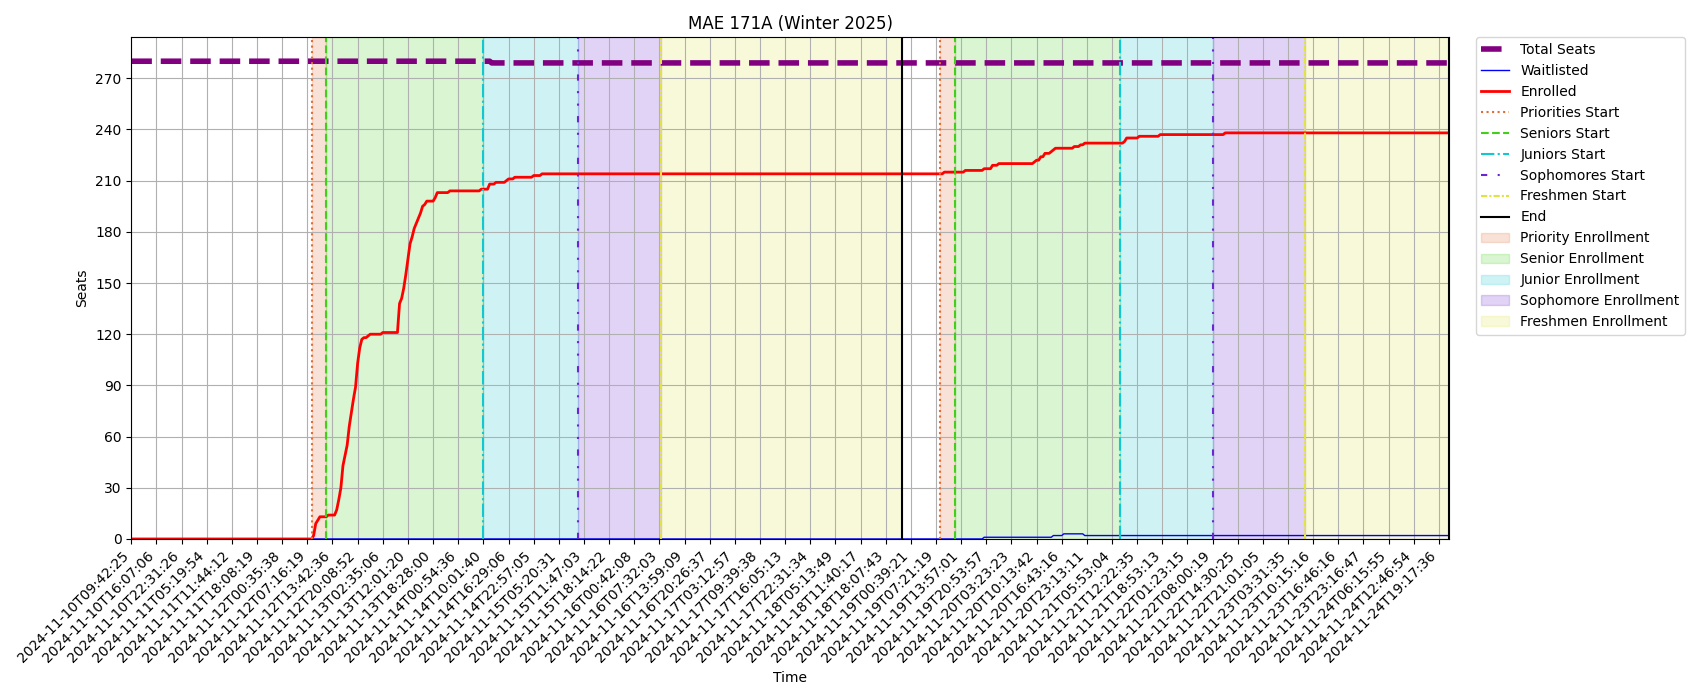 MAE 171A (Winter 2025)
270
240
210
180
150
120
90
60
30
0
Seats
2024-11-10T09:42:25
2024-11-10T16:07:06
2024-11-10T22:31:26
2024-11-11T05:19:54
2024-11-11T11:44:12
2024-11-11T18:08:19
2024-11-12T00:35:38
2024-11-12T07:16:19
2024-11-12T13:42:36
2024-11-12T20:08:52
2024-11-13T02:35:06
2024-11-13T12:01:20
2024-11-13T18:28:00
2024-11-14T00:54:36
2024-11-14T10:01:40
2024-11-14T16:29:06
2024-11-14T22:57:05
2024-11-15T05:20:31
2024-11-15T11:47:03
2024-11-15T18:14:22
2024-11-16T00:42:08
2024-11-16T07:32:03
2024-11-16T13:59:09
2024-11-16T20:26:37
2024-11-17T03:12:57
2024-11-17T09:39:38
2024-11-17T16:05:13
2024-11-17T22:31:34
2024-11-18T05:13:49
2024-11-18T11:40:17
2024-11-18T18:07:43
2024-11-19T00:39:21
2024-11-19T07:21:19
2024-11-19T13:57:01
2024-11-19T20:53:57
2024-11-20T03:23:23
2024-11-20T10:13:42
2024-11-20T16:43:16
2024-11-20T23:13:11
2024-11-21T05:53:04
2024-11-21T12:22:35
2024-11-21T18:53:13
2024-11-22T01:23:15
2024-11-22T08:00:19
2024-11-22T14:30:25
2024-11-22T21:01:05
2024-11-23T03:31:35
2024-11-23T10:15:16
2024-11-23T16:46:16
2024-11-23T23:16:47
2024-11-24T06:15:55
2024-11-24T12:46:54
2024-11-24T19:17:36
Time
Total Seats
Waitlisted
Enrolled
Priorities Start
Seniors Start
Juniors Start
Sophomores Start
Freshmen Start
End
Priority Enrollment
Senior Enrollment
Junior Enrollment
Sophomore Enrollment
Freshmen Enrollment